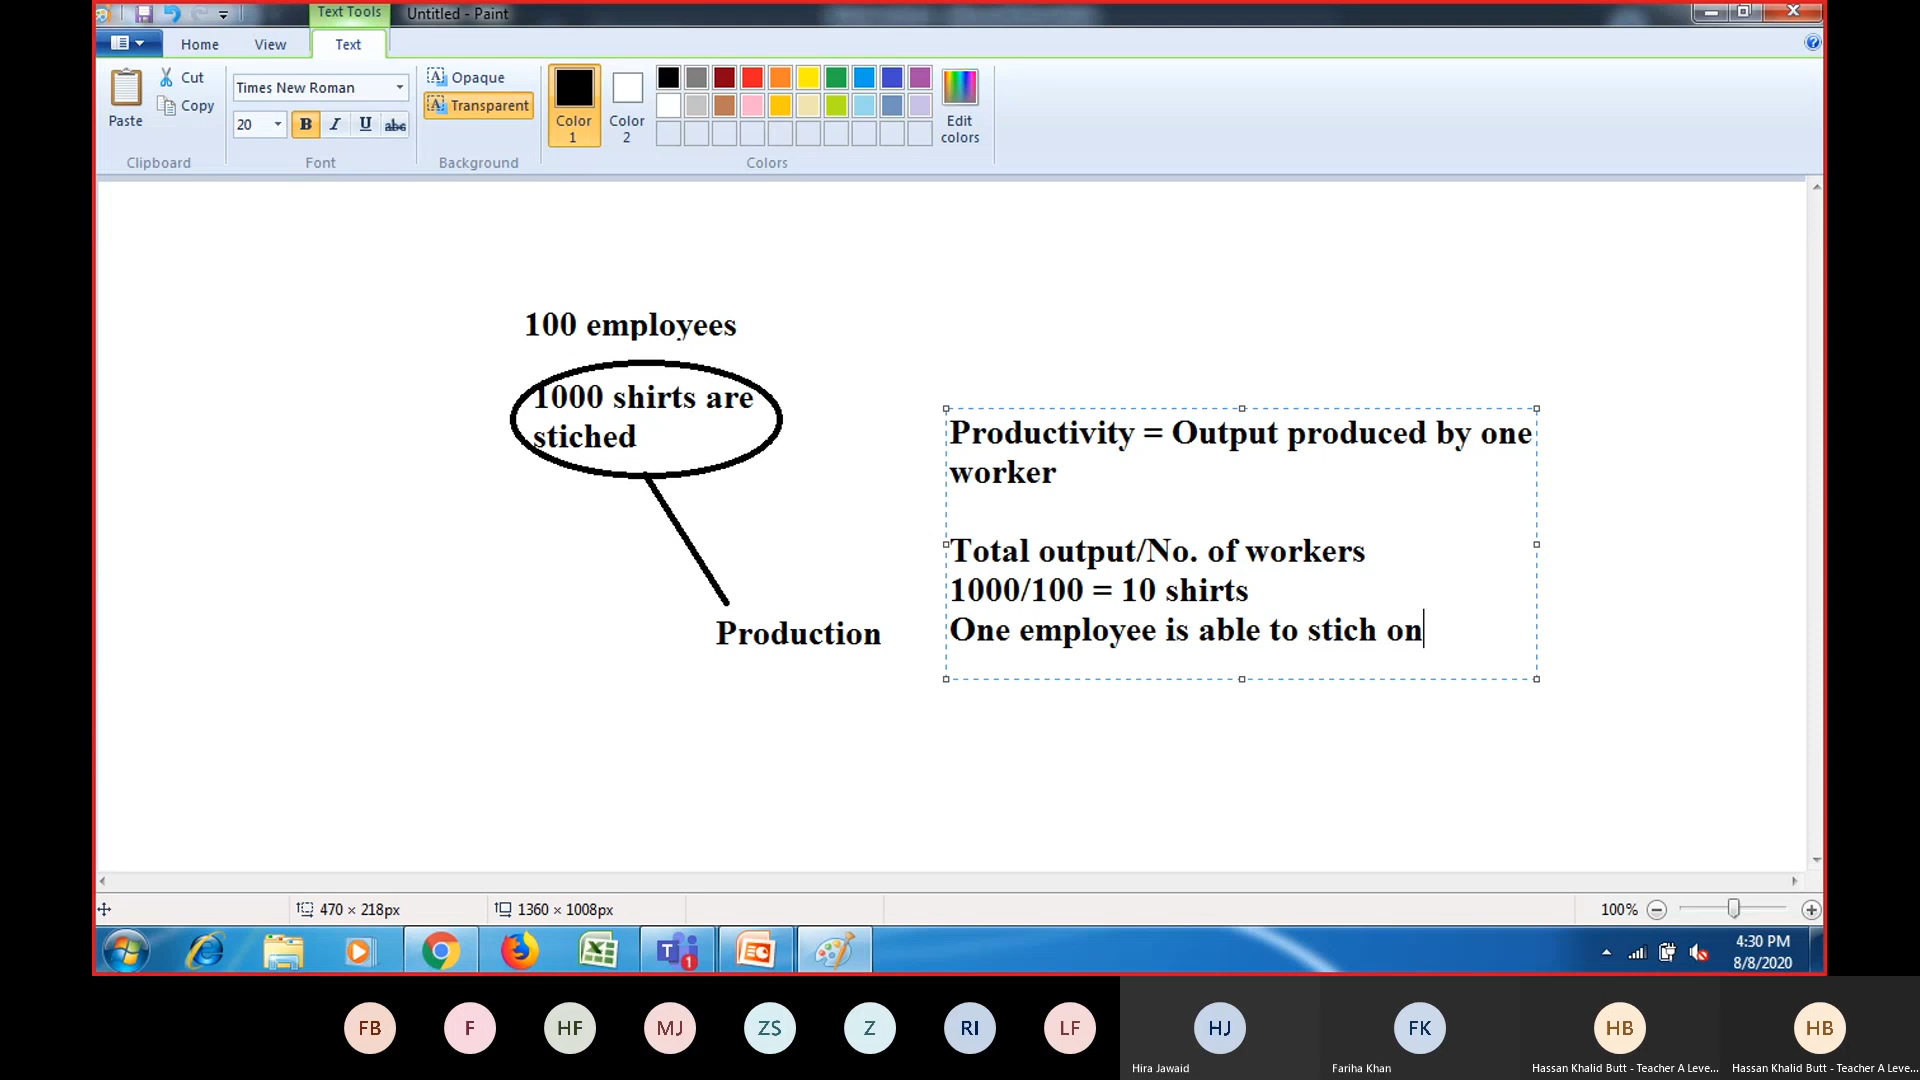 Text Tools
Untitled - Paint
Home
View
Text
Paste
Cut
Copy
Clipboard
Times New Roman
20
B
I
U
abc
Font
Opaque
Transparent
Background
Color
1
Color
2
Edit
colors
Colors
100 employees
1000 shirts are
stiched
Production
Productivity = Output produced by one
worker
Total output/No. of workers
1000/100 = 10 shirts
One employee is able to stich on
470 × 218px
1360 × 1008px
100%
4:30 PM
8/8/2020
FB
F
HF
MJ
ZS
Z
RI
LF
HJ
Hira Jawaid
FK
Fariha Khan
HB
Hassan Khalid Butt - Teacher A Leve...
HB
Hassan Khalid Butt - Teacher A Leve...